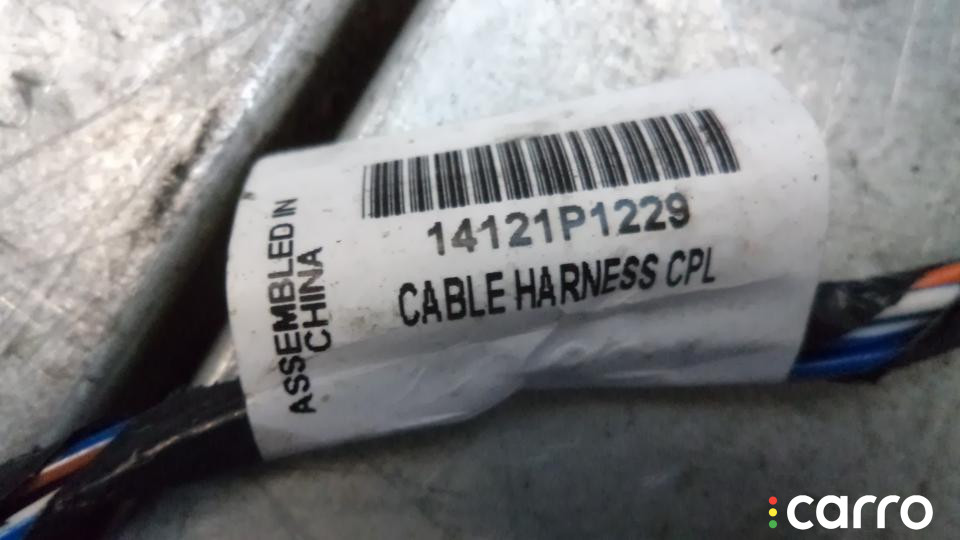 14121P1229
CABLE HARNESS CPL
ASSEMBLED IN
CHINA
carro